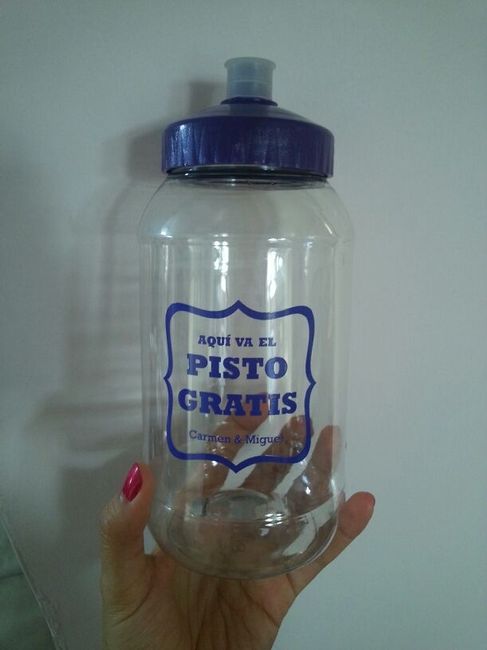 AQUÍ VA EL
PISTO
GRATIS
Carmen & Miguel